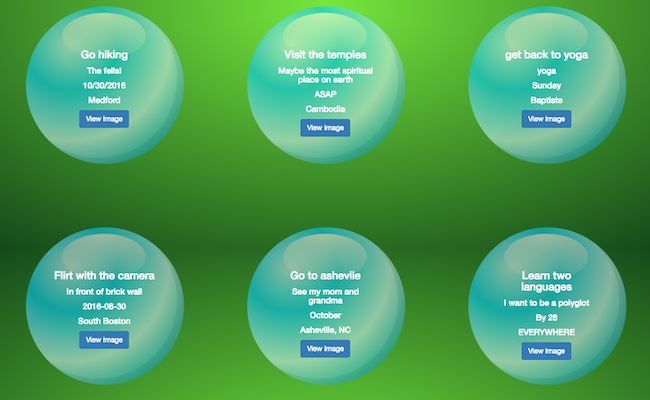 Go hiking
The fells!
10/30/2016
Medford
View Image
Visit the temples
Maybe the most spiritual
place on earth
ASAP
Cambodia
View Image
get back to yoga
yoga
Sunday
Baptiste
View Image
Flirt with the camera
In front of brick wall
2016-08-30
South Boston
View Image
Go to ashevile
See my mom and
grandma
October
Asheville, NC
View Image
Learn two
languages
I want to be a polyglot
By 28
EVERYWHERE
View Image